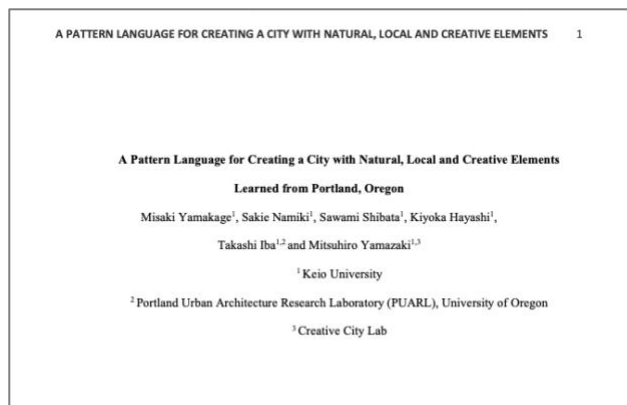 A PATTERN LANGUAGE FOR CREATING A CITY WITH NATURAL, LOCAL AND CREATIVE ELEMENTS 1
A Pattern Language for Creating a City with Natural, Local and Creative Elements
Learned from Portland, Oregon
Misaki Yamakage¹, Sakie Namiki¹, Sawami Shibata¹, Kiyoka Hayashi¹,
Takashi Iba¹,² and Mitsuhiro Yamazaki¹,³
¹ Keio University
² Portland Urban Architecture Research Laboratory (PUARL), University of Oregon
³ Creative City Lab